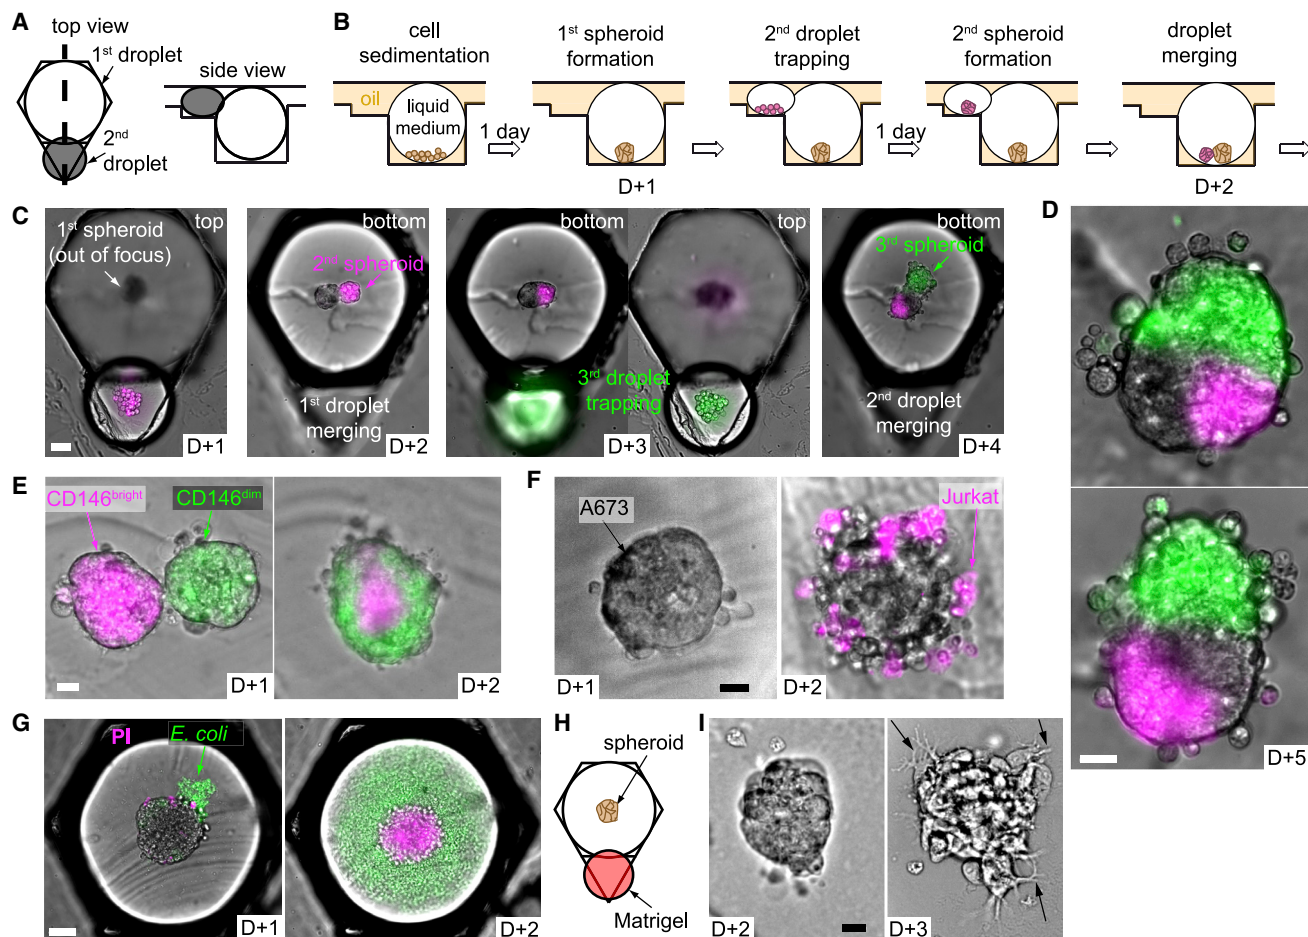 A
top view
1st droplet
2nd
droplet
side view
B
cell
sedimentation
oil
liquid
medium
1 day
1st spheroid
formation
D+1
2nd droplet
trapping
1 day
2nd spheroid
formation
droplet
merging
D+2
C
top
1st spheroid
(out of focus)
D+1
bottom
2nd spheroid
1st droplet
merging
D+2
bottom
3rd droplet
trapping
D+3
top
bottom
3rd spheroid
2nd droplet
merging
D+4
D
D+5
E
CD146bright
CD146dim
D+1
D+2
F
A673
D+1
Jurkat
D+2
G
PI
E. coli
D+1
D+2
H
spheroid
Matrigel
I
D+2
D+3